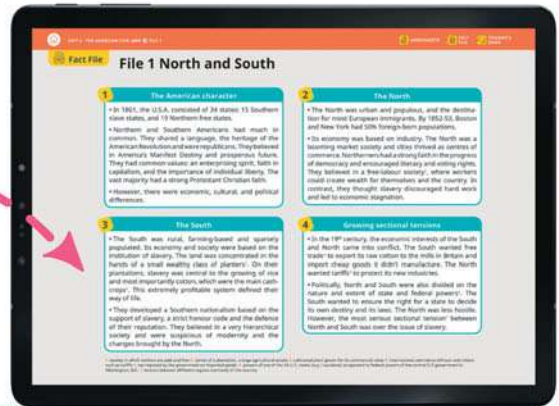 Fact File
File 1 North and South
1
The American character
• In 1861, the U.S.A. consisted of 34 states: 15 Southern
slave states, and 19 Northern free states.
• Northern and Southern Americans had much in
common. They shared a language, the heritage of the
American Revolution and were republicans. They believed
in America's Manifest Destiny and prosperous future.
They had common values: an enterprising spirit, faith in
capitalism, and the importance of individual liberty. The
vast majority had a strong Protestant Christian faith.
• However, there were economic, cultural, and political
differences.
2
The North
• The North was urban and populous, and the destina-
tion for most European immigrants. By 1852-53, Boston
and New York had 50% foreign-born populations.
• Its economy was based on industry. The North was a
booming market society and cities thrived as centres of
commerce. Northerners had a strong faith in the progress
of democracy and encouraged literacy and voting rights.
They believed in a free-labour society¹, where workers
could create wealth for themselves and the country. In
contrast, they thought slavery discouraged hard work
and led to economic stagnation.
3
The South
• The South was rural, farming-based and sparsely
populated. Its economy and society were based on the
institution of slavery. The land was concentrated in the
hands of a small wealthy class of planters². On their
plantations, slavery was central to the growing of rice
and most importantly cotton, which were the main cash-
crops³. This extremely profitable system defined their
way of life.
• They developed a Southern nationalism based on the
support of slavery, a strict honour code and the defence
of their reputation. They believed in a very hierarchical
society and were suspicious of modernity and the
changes brought by the North.
4
Growing sectional tensions
• In the 19th century, the economic interests of the South
and North came into conflict. The South wanted free
trade⁴ to export its raw cotton to the mills in Britain and
import cheap goods it didn't manufacture. The North
wanted tariffs⁵ to protect its new industries.
• Politically, North and South were also divided on the
nature and extent of state and federal powers⁶. The
South wanted to ensure the right for a state to decide
its own destiny and its laws. The North was less hostile.
However, the most serious sectional tension⁷ between
North and South was over the issue of slavery.